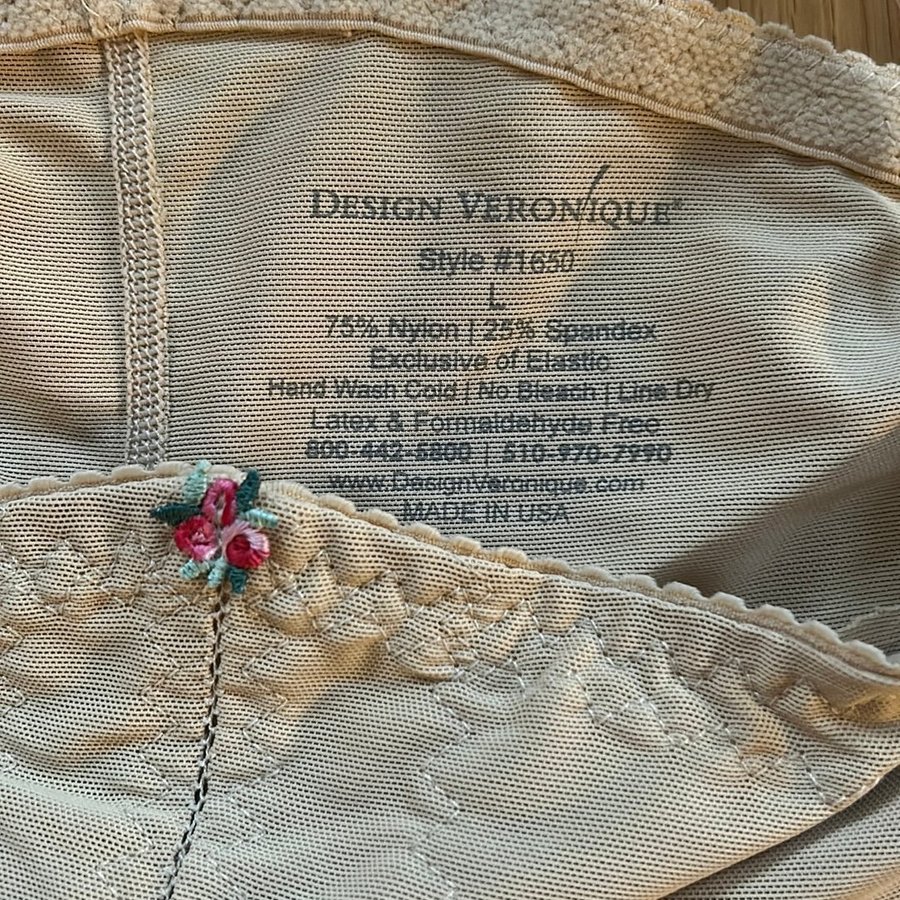 DESIGN VERONIQUE®
Style #1650
L
75% Nylon | 25% Spandex
Exclusive of Elastic
Hand Wash Cold | No Bleach | Line Dry
Latex & Formaldehyde Free
800-442-5800 | 510-970-7990
www.DesignVeronique.com
MADE IN USA